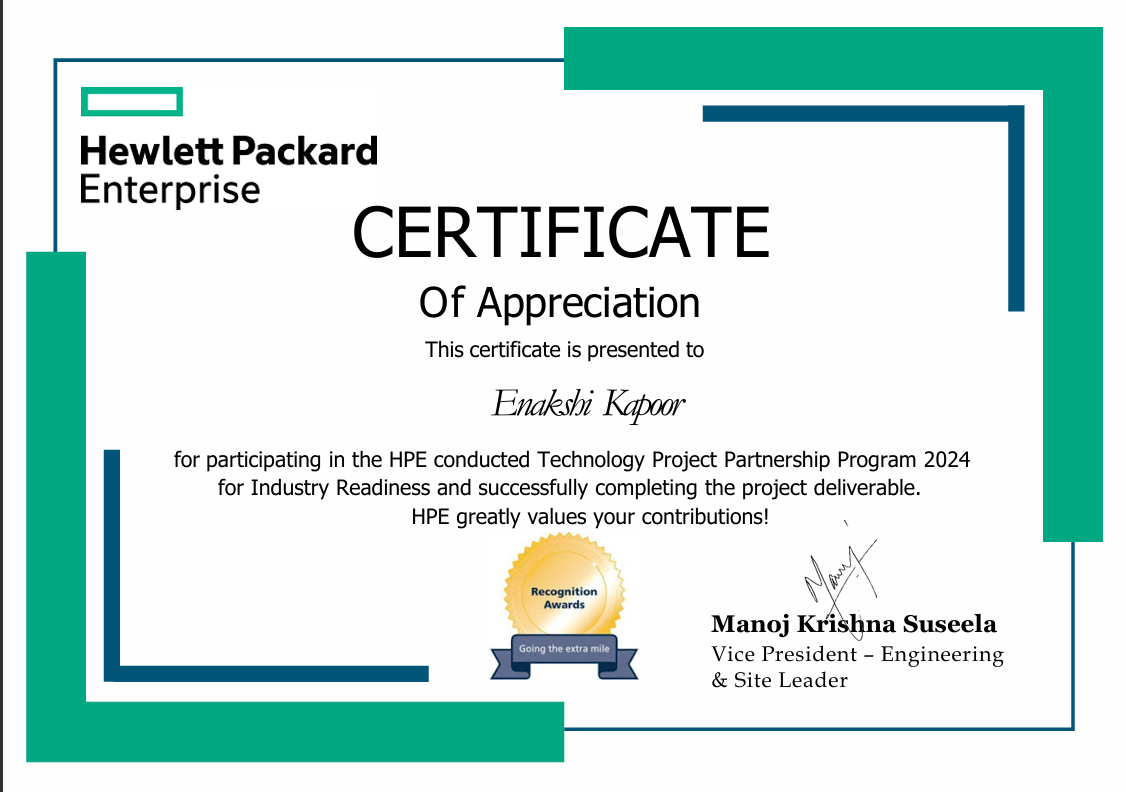 Hewlett Packard
Enterprise
CERTIFICATE
Of Appreciation
This certificate is presented to
Enakshi Kapoor
for participating in the HPE conducted Technology Project Partnership Program 2024
for Industry Readiness and successfully completing the project deliverable.
HPE greatly values your contributions!
Recognition
Awards
Going the extra mile
Manoj Krishna Suseela
Vice President – Engineering
& Site Leader